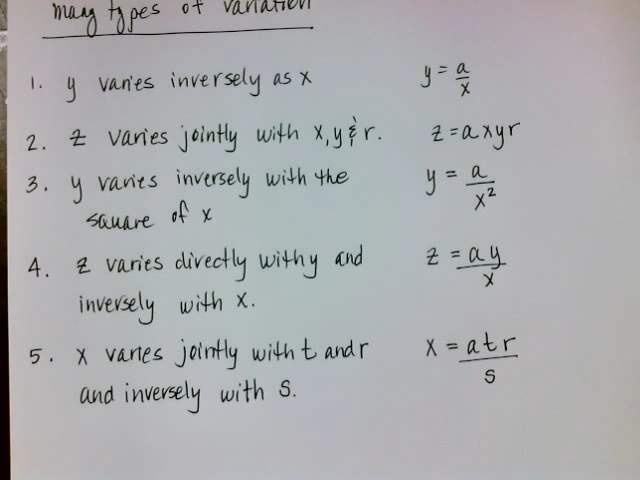 many types of variation
1. y varies inversely as x y = a/x
2. z varies jointly with x, y & r. z = axyr
3. y varies inversely with the y = a/x²
square of x
4. z varies directly with y and z = ay/x
inversely with x.
5. x varies jointly with t and r x = atr/s
and inversely with s.